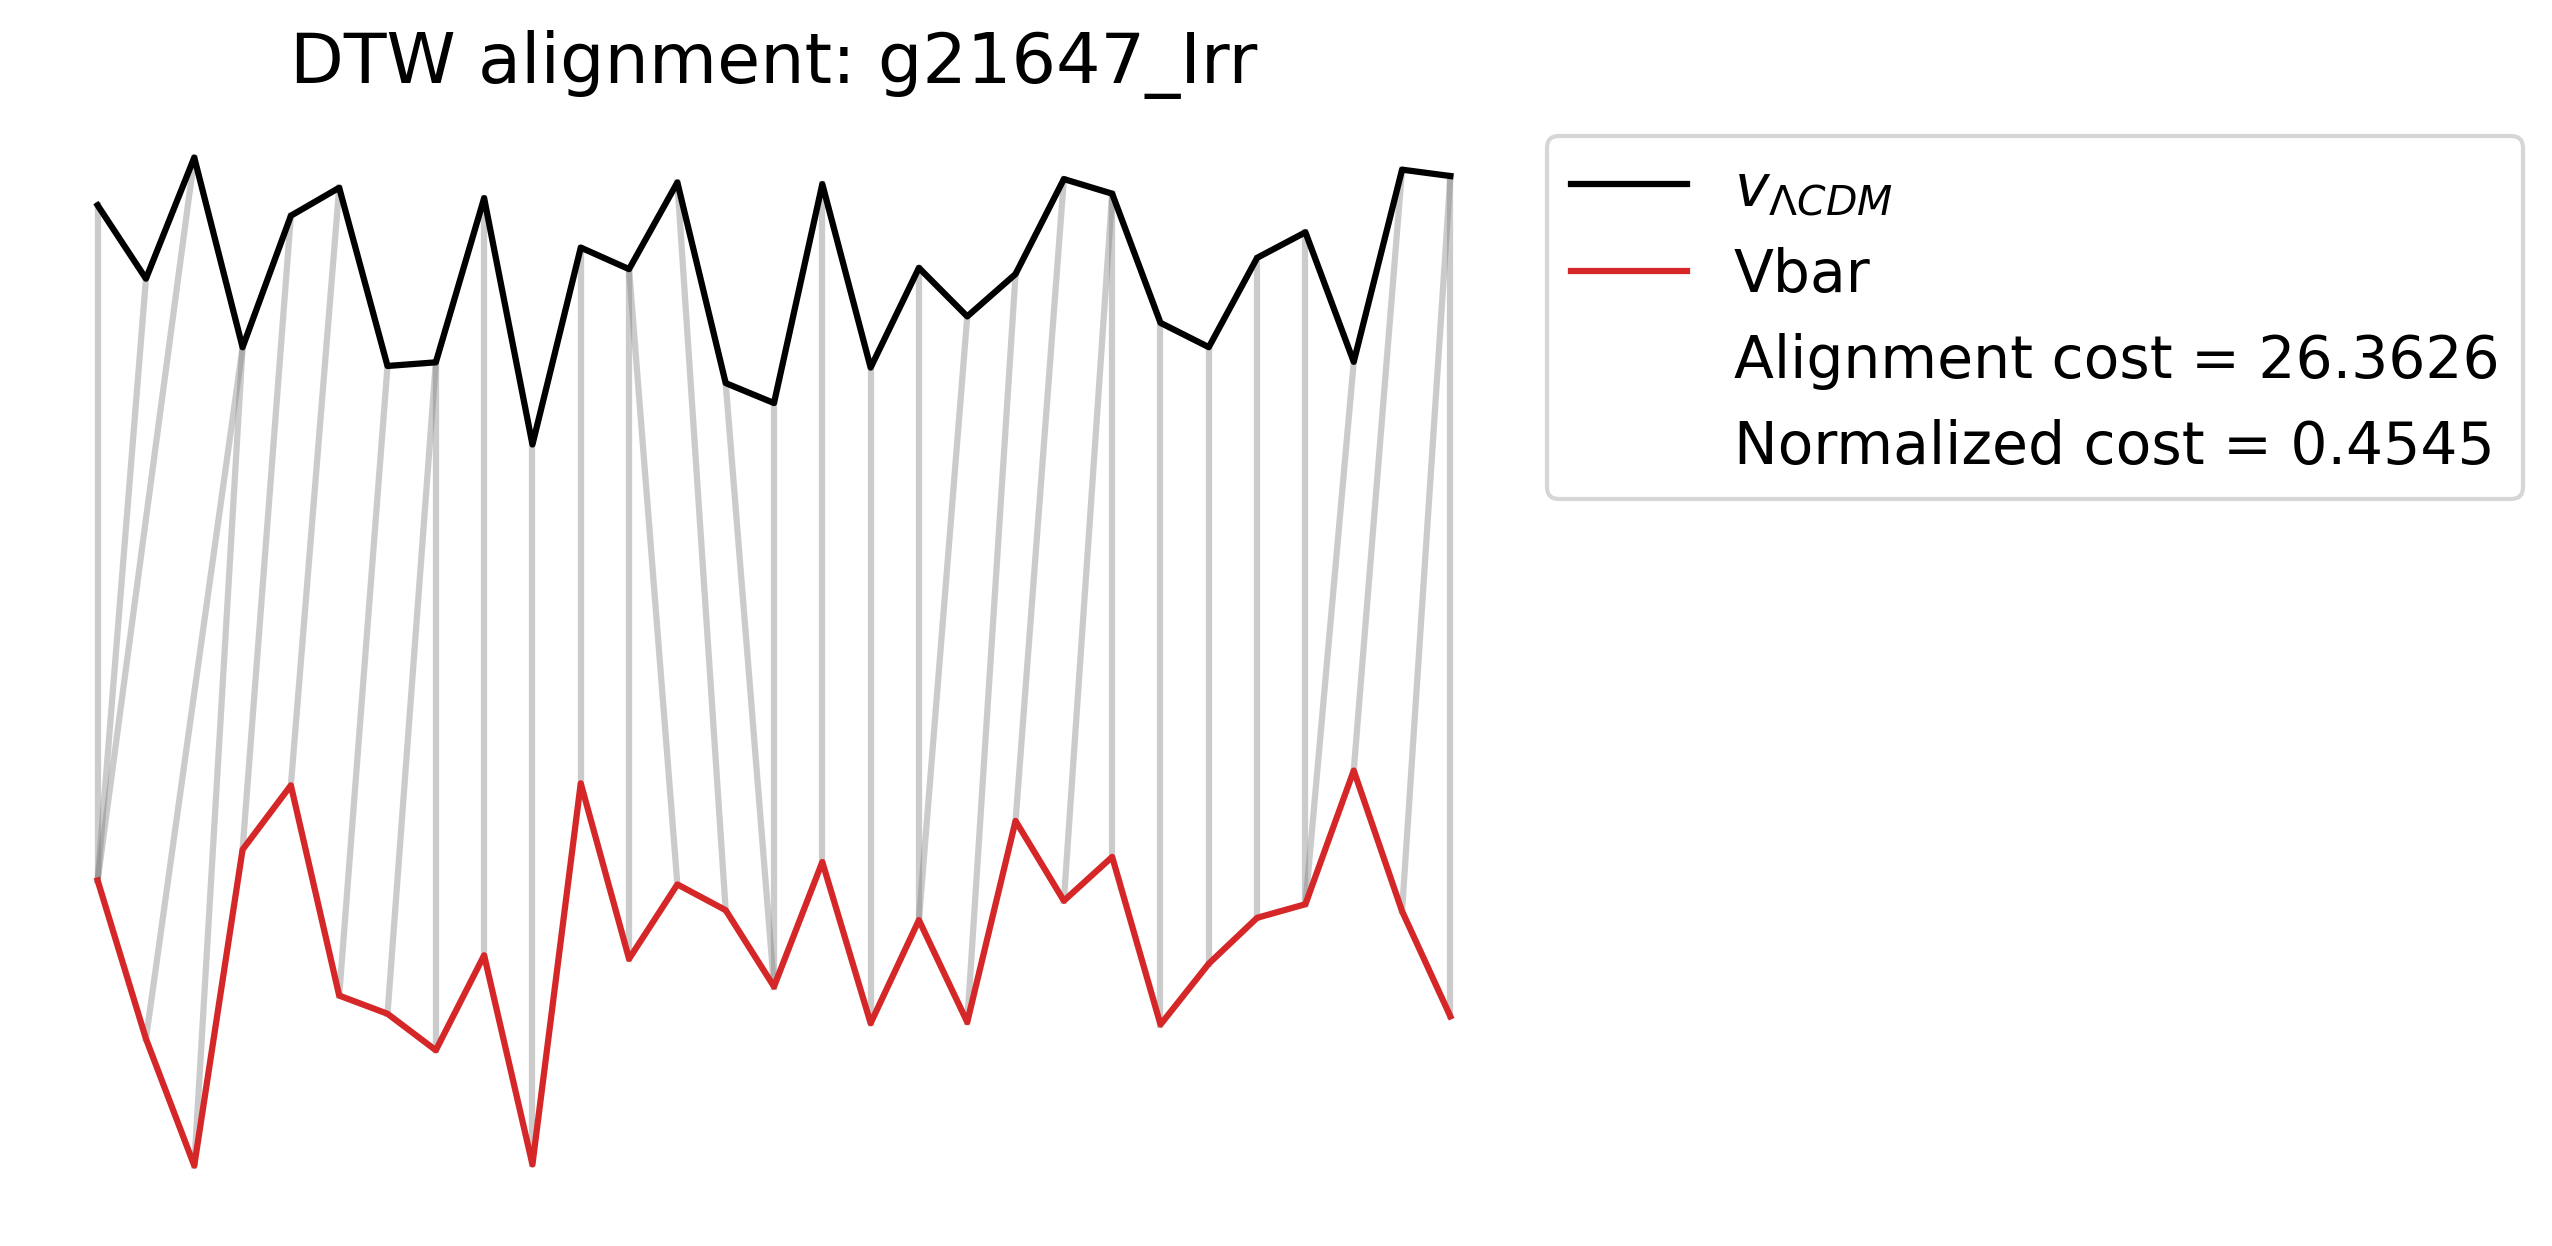 DTW alignment: g21647_Irr
v_ΛCDM
Vbar
Alignment cost = 26.3626
Normalized cost = 0.4545